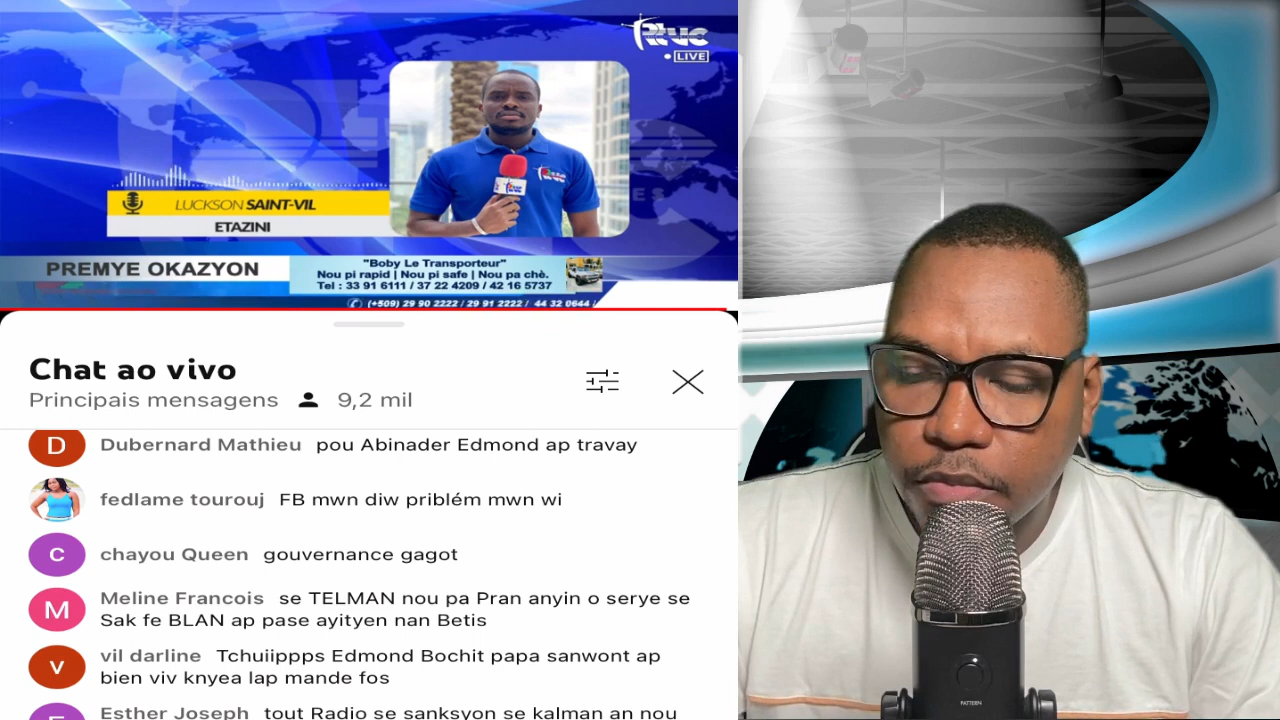 Rtvc
LIVE
LUCKSON SAINT-VIL
ETAZINI
PREMYE OKAZYON
"Boby Le Transporteur"
Nou pi rapid | Nou pi safe | Nou pa chè.
Tel : 33 91 6111 / 37 22 4209 / 42 16 5737
(+509) 29 90 2222 / 29 91 2222 / 44 32 0644 /
Chat ao vivo
Principais mensagens 9,2 mil
D Dubernard Mathieu pou Abinader Edmond ap travay
fedlame tourouj FB mwn diw priblém mwn wi
C chayou Queen gouvernance gagot
M Meline Francois se TELMAN nou pa Pran anyin o serye se
Sak fe BLAN ap pase ayityen nan Betis
V vil darline Tchuiippps Edmond Bochit papa sanwont ap
bien viv knyea lap mande fos
Esther Joseph tout Radio se sanksyon se kalman an nou
PATTERN